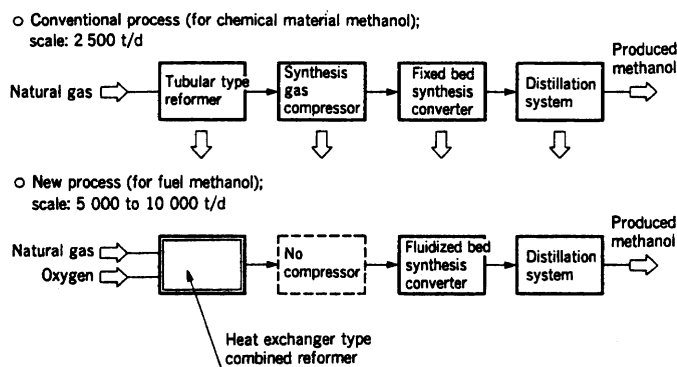 o Conventional process (for chemical material methanol);
scale: 2 500 t/d
Natural gas
Tubular type
reformer
Synthesis
gas
compressor
Fixed bed
synthesis
converter
Distillation
system
Produced
methanol
o New process (for fuel methanol);
scale: 5 000 to 10 000 t/d
Natural gas
Oxygen
No
compressor
Fluidized bed
synthesis
converter
Distillation
system
Produced
methanol
Heat exchanger type
combined reformer